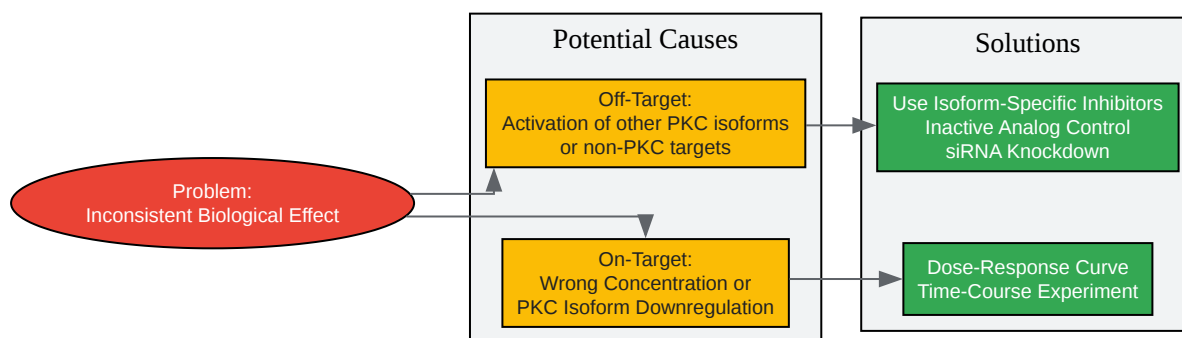 Potential Causes
Solutions
Problem:
Inconsistent Biological Effect
Off-Target:
Activation of other PKC isoforms
or non-PKC targets
Use Isoform-Specific Inhibitors
Inactive Analog Control
siRNA Knockdown
On-Target:
Wrong Concentration or
PKC Isoform Downregulation
Dose-Response Curve
Time-Course Experiment